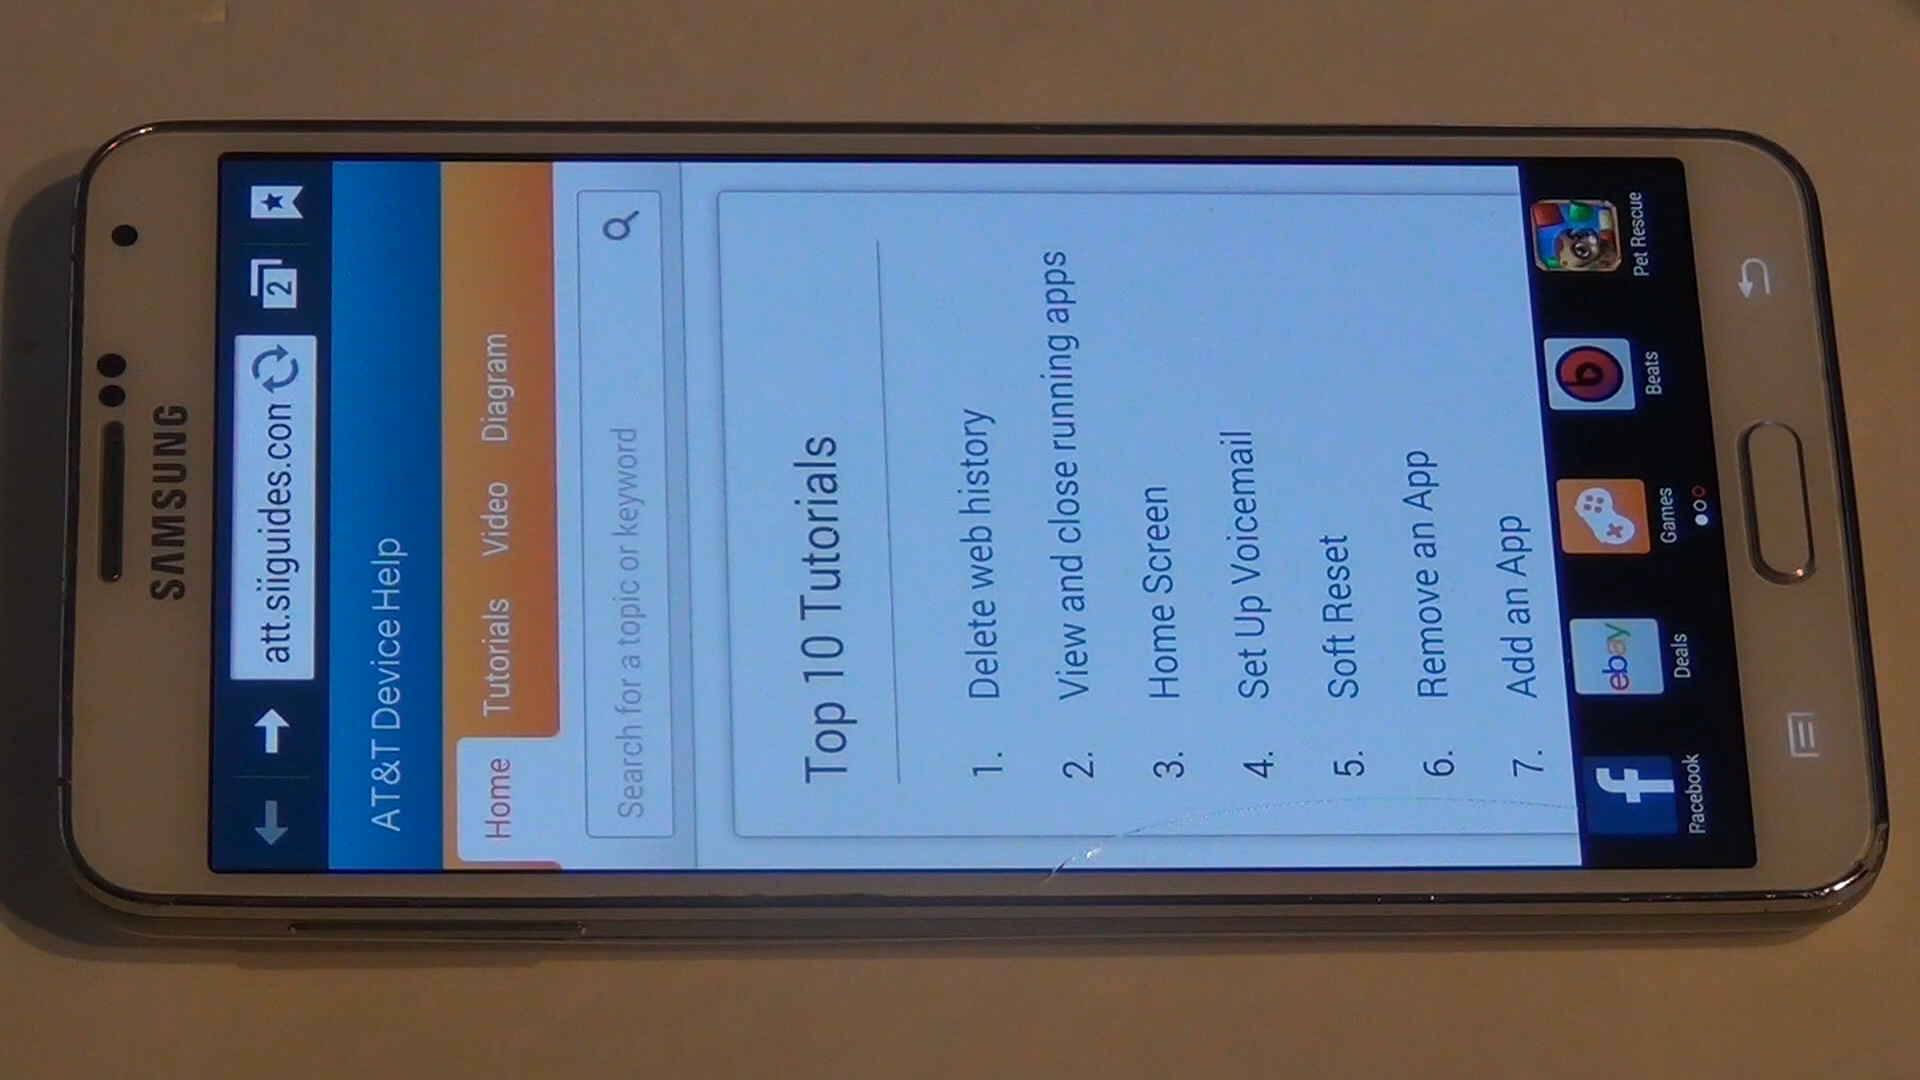 SAMSUNG
att.siiguides.con
2
AT&T Device Help
Home Tutorials Video Diagram
Search for a topic or keyword
Top 10 Tutorials
1. Delete web history
2. View and close running apps
3. Home Screen
4. Set Up Voicemail
5. Soft Reset
6. Remove an App
7. Add an App
f ebay b
Facebook Deals Games Beats Pet Rescue